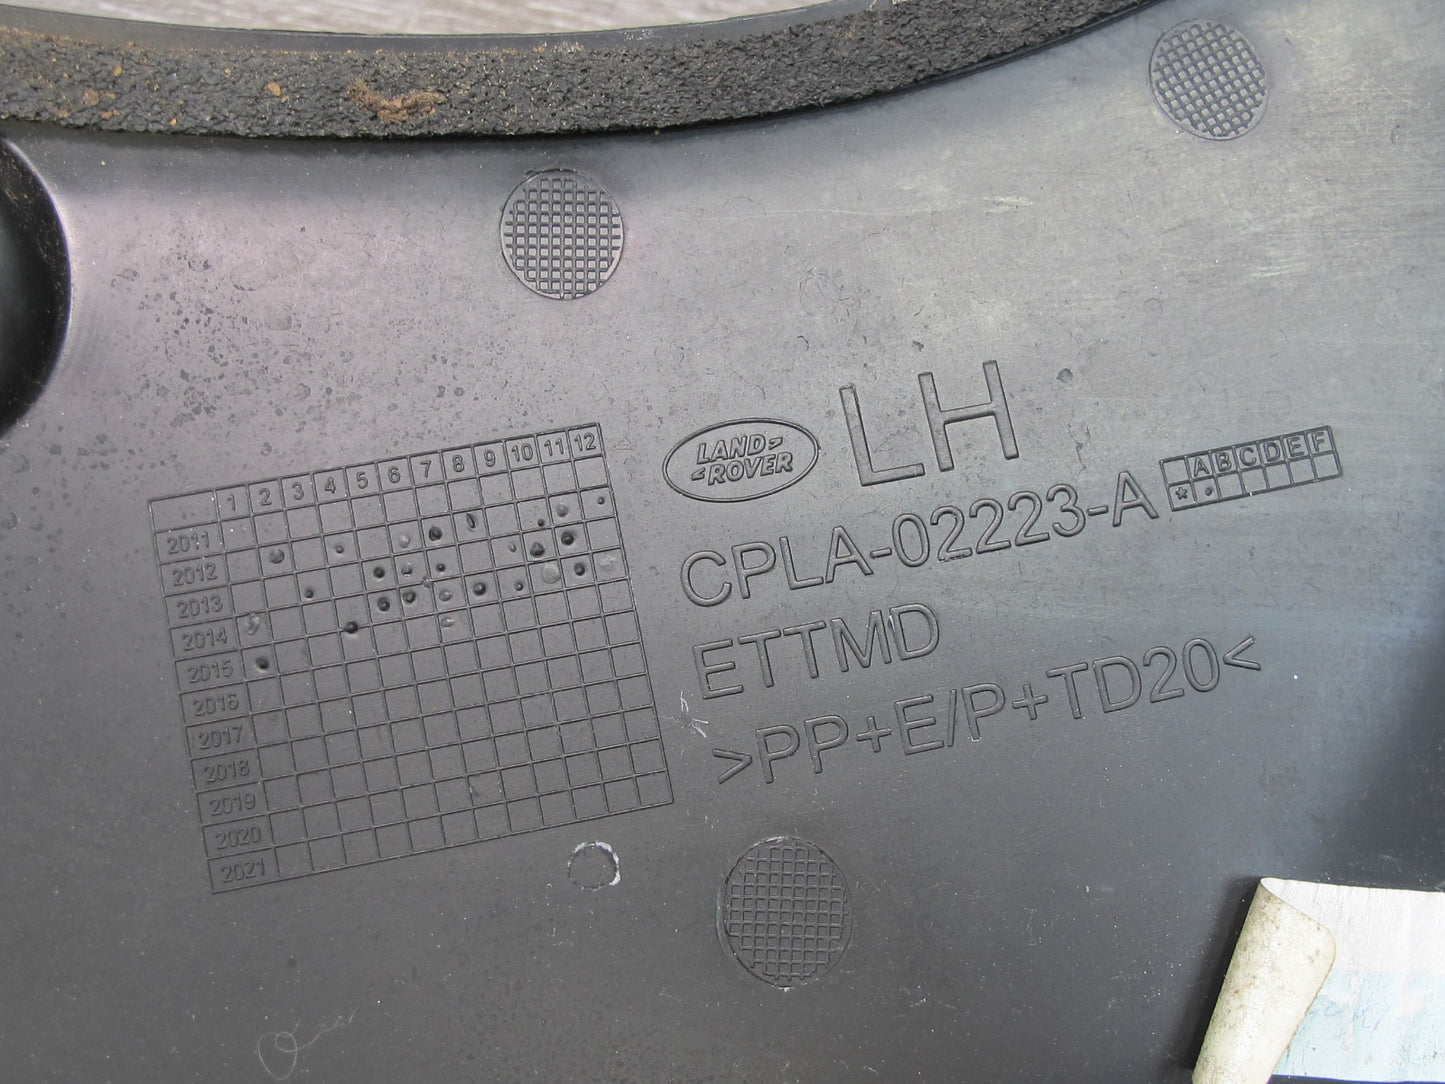 LAND-
-ROVER
LH
CPLA-02223-A
A B C D E F
*
ETTMD
>PP+E/P+TD20<
1 2 3 4 5 6 7 8 9 10 11 12
2011
2012
2013
2014
2015
2016
2017
2018
2019
2020
2021